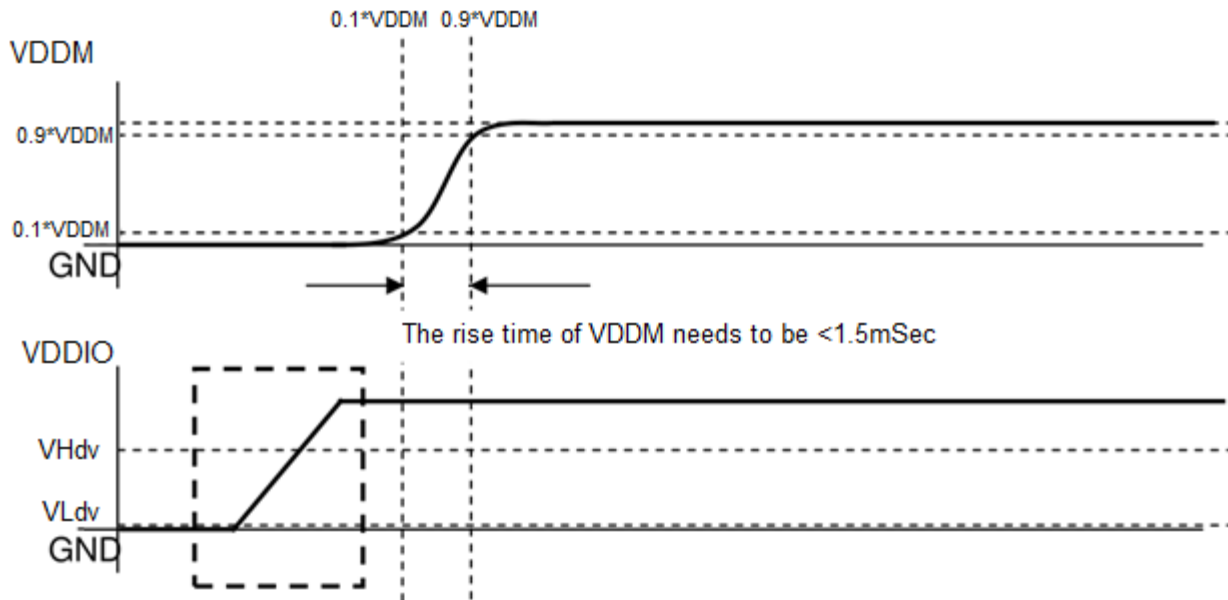 0.1*VDDM 0.9*VDDM
VDDM
0.9*VDDM
0.1*VDDM
GND
The rise time of VDDM needs to be <1.5mSec
VDDIO
VHdv
VLdv
GND